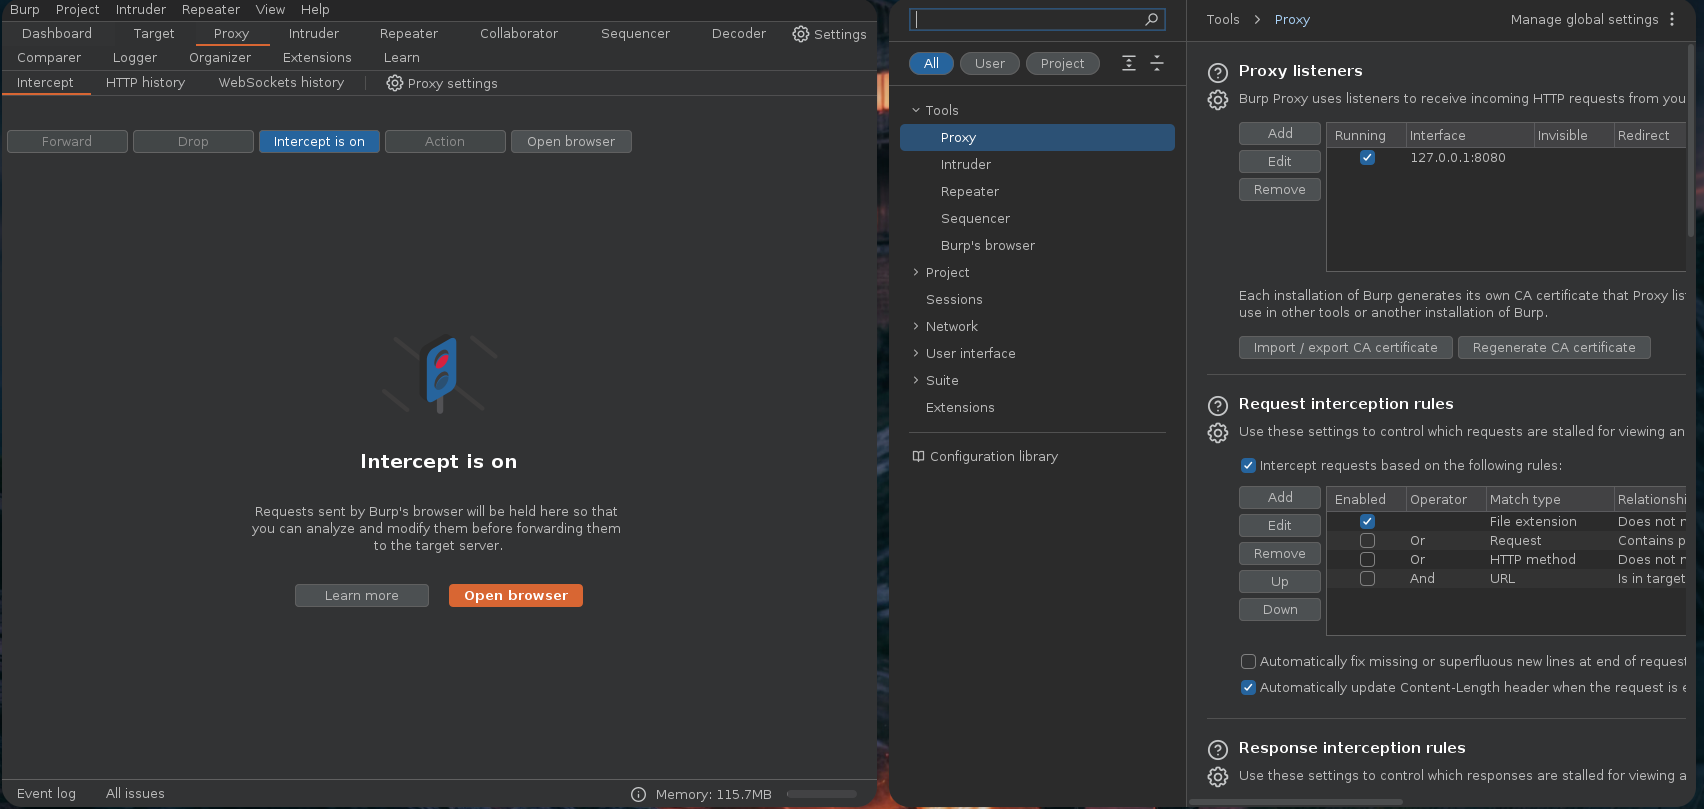 Burp Project Intruder Repeater View Help
Dashboard Target Proxy Intruder Repeater Collaborator Sequencer Decoder Settings
Comparer Logger Organizer Extensions Learn
Intercept HTTP history WebSockets history Proxy settings
Forward Drop Intercept is on Action Open browser
Intercept is on
Requests sent by Burp's browser will be held here so that
you can analyze and modify them before forwarding them
to the target server.
Learn more Open browser
Event log All issues Memory: 115.7MB
All User Project
Tools
Proxy
Intruder
Repeater
Sequencer
Burp's browser
Project
Sessions
Network
User interface
Suite
Extensions
Configuration library
Tools > Proxy Manage global settings
Proxy listeners
Burp Proxy uses listeners to receive incoming HTTP requests from you
Add
Edit
Remove
Running Interface Invisible Redirect
127.0.0.1:8080
Each installation of Burp generates its own CA certificate that Proxy lis
use in other tools or another installation of Burp.
Import / export CA certificate Regenerate CA certificate
Request interception rules
Use these settings to control which requests are stalled for viewing an
Intercept requests based on the following rules:
Add
Edit
Remove
Up
Down
Enabled Operator Match type Relationshi
File extension Does not n
Or Request Contains p
Or HTTP method Does not n
And URL Is in target
Automatically fix missing or superfluous new lines at end of request
Automatically update Content-Length header when the request is e
Response interception rules
Use these settings to control which responses are stalled for viewing a